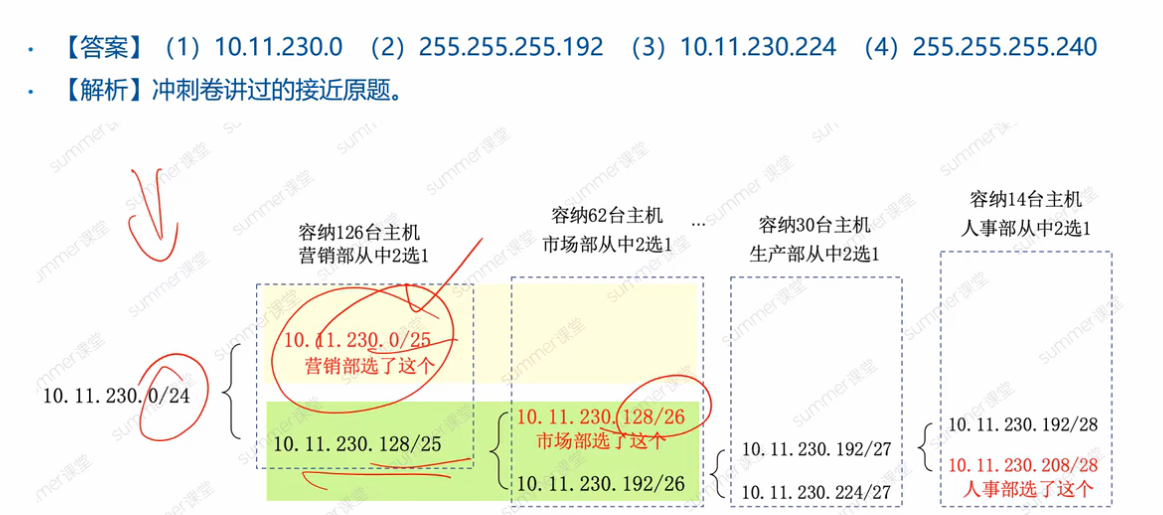 • 【答案】（1）10.11.230.0 （2）255.255.255.192 （3）10.11.230.224 （4）255.255.255.240
• 【解析】冲刺卷讲过的接近原题。
容纳126台主机
营销部从中2选1
容纳62台主机
市场部从中2选1
...
容纳30台主机
生产部从中2选1
容纳14台主机
人事部从中2选1
10.11.230.0/24
10.11.230.0/25
营销部选了这个
10.11.230.128/25
10.11.230.128/26
市场部选了这个
10.11.230.192/26
10.11.230.192/27
10.11.230.224/27
10.11.230.192/28
10.11.230.208/28
人事部选了这个
summer课堂